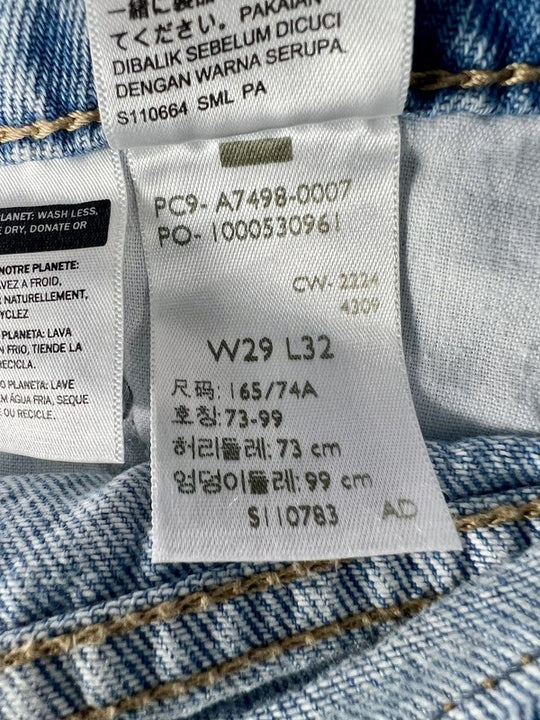 てください。PAKAIAN
DIBALIK SEBELUM DICUCI
DENGAN WARNA SERUPA.
S110664 SML PA
PC9- A7498-0007
PO- 1000530961
CW- 2224
4309
W29 L32
尺码: 165/74A
호칭: 73-99
허리둘레: 73 cm
엉덩이둘레: 99 cm
S110783 AD
LANET: WASH LESS,
DRY, DONATE OR
NOTRE PLANETE:
VEZ A FROID,
NATURELLEMENT,
YCLEZ
PLANETA: LAVA
N FRIO, TIENDE LA
RECICLA.
O PLANETA: LAVE
M ÁGUA FRIA, SEQUE
OU RECICLE.